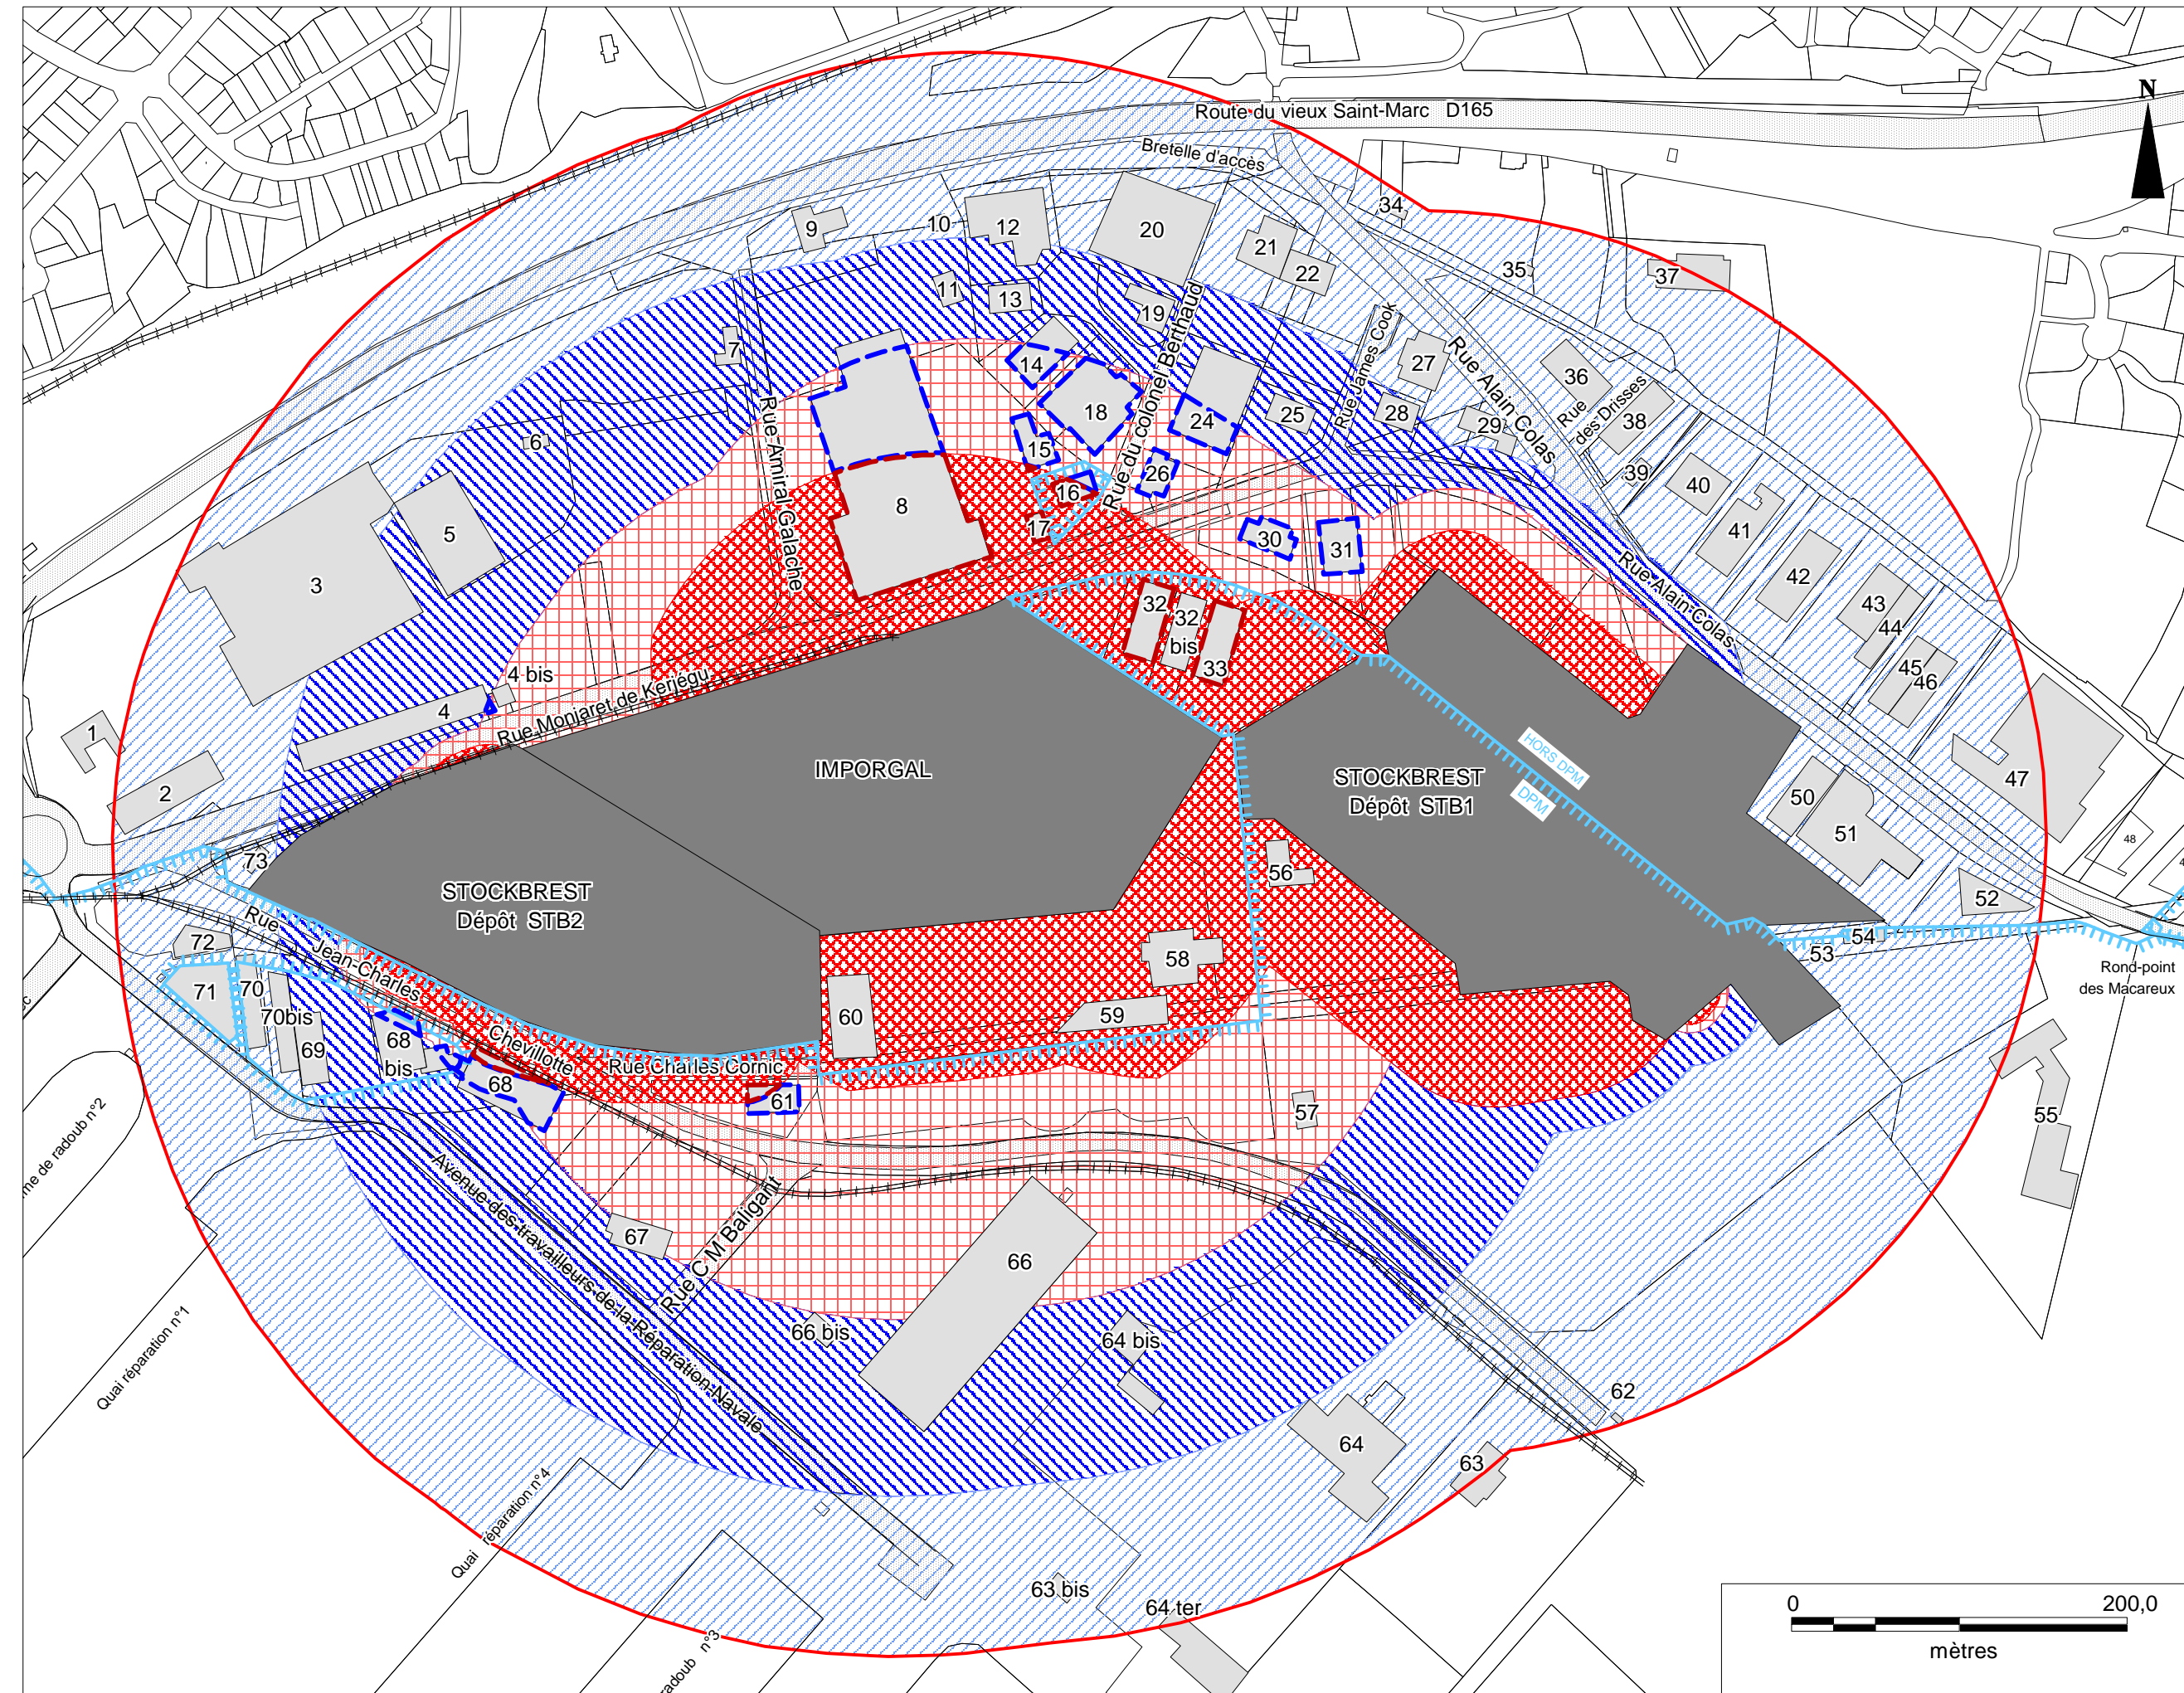 Route du vieux Saint-Marc D165
N
Bretelle d'accès
34
9
10
12
20
21
22
35
37
11
13
19
7
14
27
36
Rue
des Drisses
Rue James Cook
Rue Alain Colas
Rue du colonel Berthaud
18
24
25
28
29
38
6
15
26
39
40
Rue Amiral Galache
16
17
8
5
3
30
31
41
42
Rue Alain Colas
32
32
bis
33
43
44
45
46
4 bis
4
Rue Monjaret de Kerjégu
1
2
IMPORGAL
STOCKBREST
Dépôt STB1
HORS DPM
DPM
47
48
50
51
52
73
56
STOCKBREST
Dépôt STB2
Rue
Jean-Charles
Chevillotte
72
71
70
70bis
69
68
bis
68
58
59
60
54
53
Rond-point
des Macareux
Rue Charles Cornic
61
57
55
me de radoub n°2
Avenue des travailleurs de la Réparation Navale
67
Rue C M Baligant
66
66 bis
64 bis
62
64
63
Quai réparation n°1
Quai réparation n°4
63 bis
64 ter
radoub n°3
0
200,0
mètres